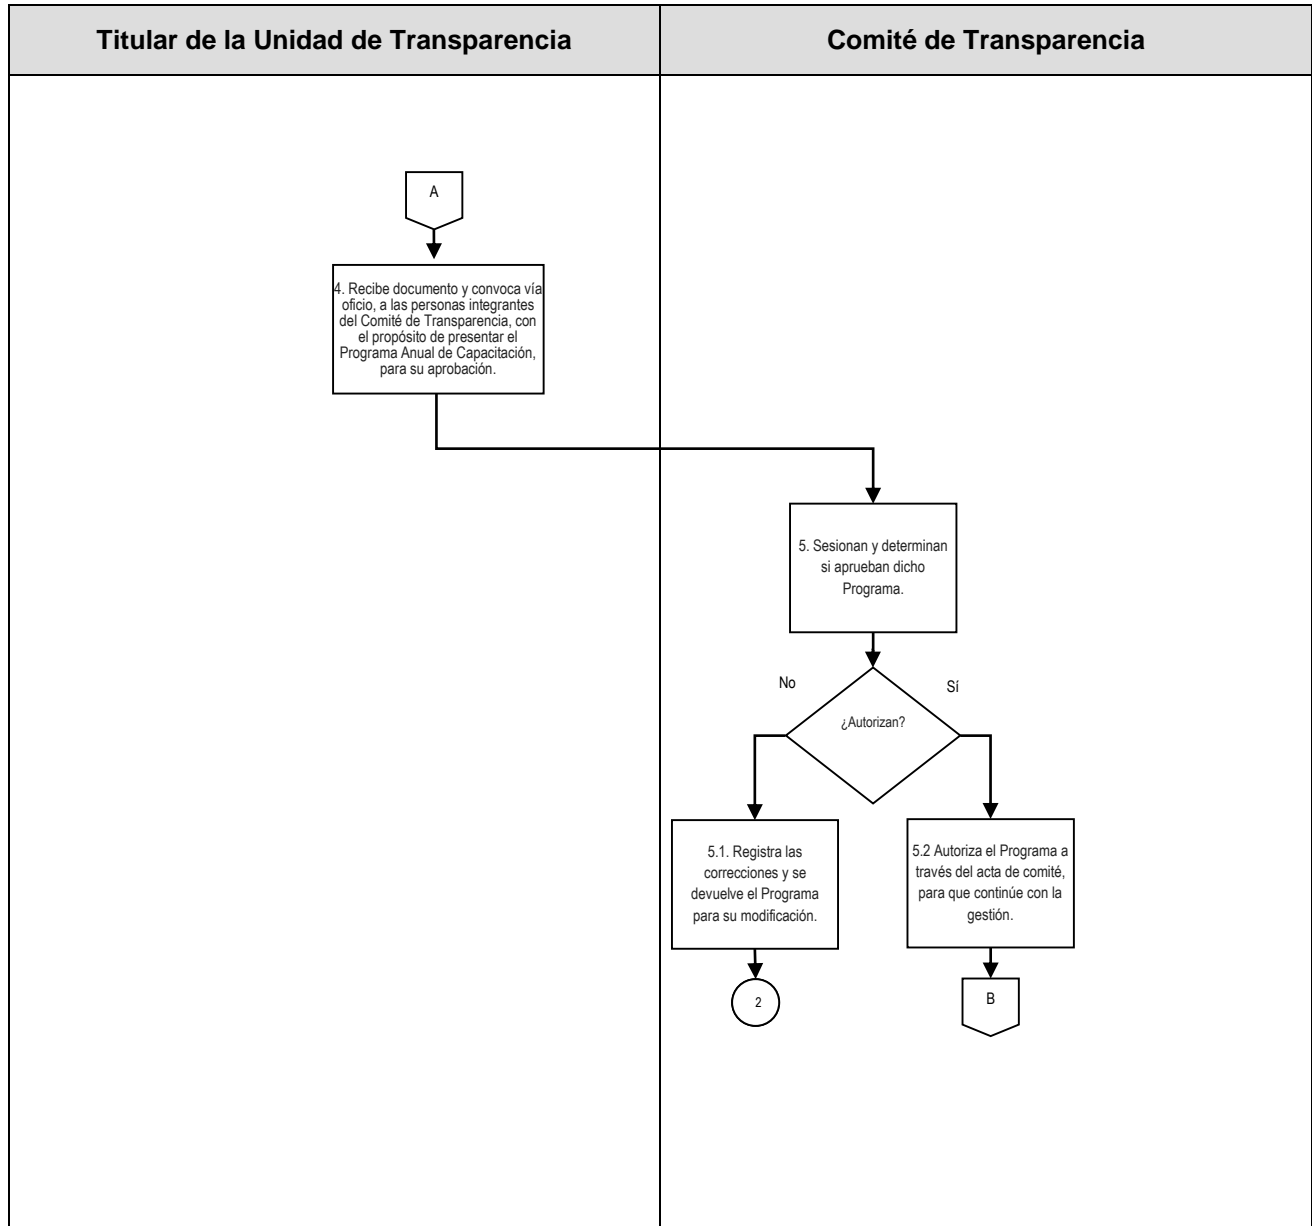 Titular de la Unidad de Transparencia
Comité de Transparencia
A
4. Recibe documento y convoca vía
oficio, a las personas integrantes
del Comité de Transparencia, con
el propósito de presentar el
Programa Anual de Capacitación,
para su aprobación.
5. Sesionan y determinan
si aprueban dicho
Programa.
No
Sí
¿Autorizan?
5.1. Registra las
correcciones y se
devuelve el Programa
para su modificación.
5.2 Autoriza el Programa a
través del acta de comité,
para que continúe con la
gestión.
2
B